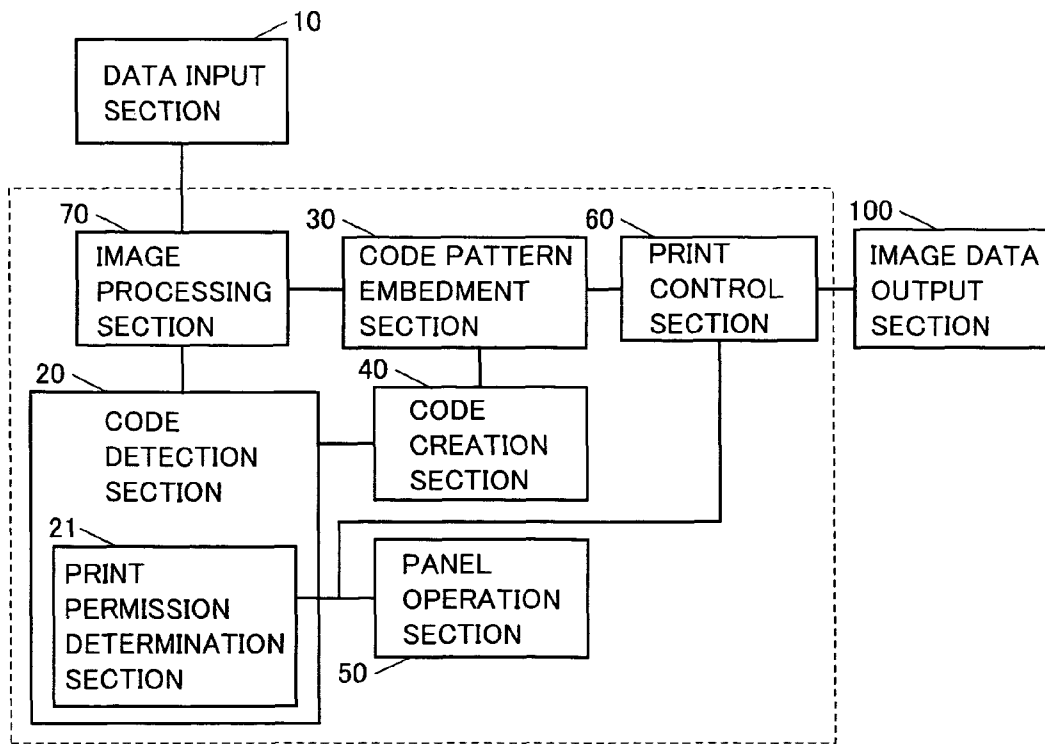 10
DATA INPUT
SECTION
70
IMAGE
PROCESSING
SECTION
30
CODE PATTERN
EMBEDMENT
SECTION
60
PRINT
CONTROL
SECTION
100
IMAGE DATA
OUTPUT
SECTION
20
CODE
DETECTION
SECTION
40
CODE
CREATION
SECTION
21
PRINT
PERMISSION
DETERMINATION
SECTION
PANEL
OPERATION
SECTION
50